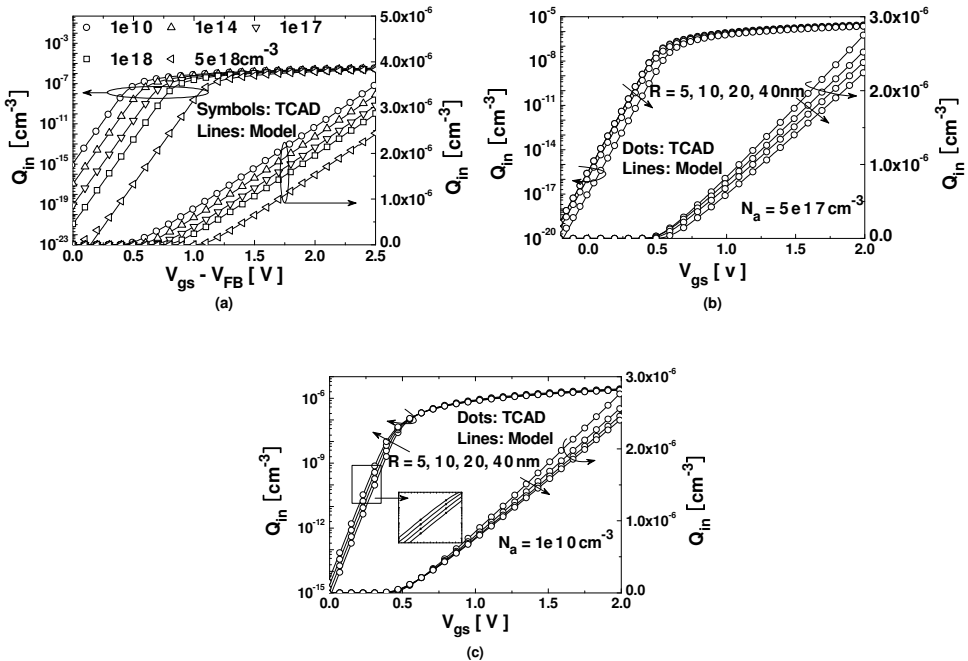 1e10 1e14 1e17
1e18 5e18cm⁻³
Symbols: TCAD
Lines: Model
Q_in [cm⁻³]
10⁻³
10⁻⁷
10⁻¹¹
10⁻¹⁵
10⁻¹⁹
10⁻²³
5.0x10⁻⁶
4.0x10⁻⁶
3.0x10⁻⁶
2.0x10⁻⁶
1.0x10⁻⁶
0.0
Q_in [cm⁻³]
0.0 0.5 1.0 1.5 2.0 2.5
V_gs - V_FB [ V ]
(a)
Q_in [cm⁻³]
10⁻⁵
10⁻⁸
10⁻¹¹
10⁻¹⁴
10⁻¹⁷
10⁻²⁰
R = 5, 10, 20, 40nm
Dots: TCAD
Lines: Model
N_a = 5e17cm⁻³
3.0x10⁻⁶
2.0x10⁻⁶
1.0x10⁻⁶
0.0
Q_in [cm⁻³]
0.0 0.5 1.0 1.5 2.0
V_gs [ v ]
(b)
Q_in [cm⁻³]
10⁻⁶
10⁻⁹
10⁻¹²
10⁻¹⁵
Dots: TCAD
Lines: Model
R = 5, 10, 20, 40nm
N_a = 1e10cm⁻³
3.0x10⁻⁶
2.0x10⁻⁶
1.0x10⁻⁶
0.0
Q_in [cm⁻³]
0.0 0.5 1.0 1.5 2.0
V_gs [ V ]
(c)